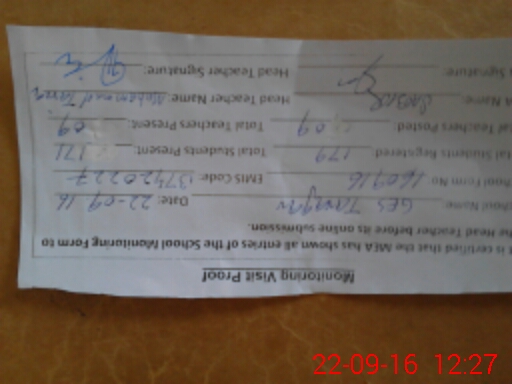 Monitoring Visit Proof
It is certified that the MEA has shown all entries of the School Monitoring Form to
the Head Teacher before its online submission.
School Name: GES Date: 22-09-16
School Form No. 160916 EMIS Code: 37420227
Total Students Registered: 179 Total Students Present: 171
Total Teachers Posted: 09 Total Teachers Present: 09
A Name: Head Teacher Name: Mohammad
A Signature: Head Teacher Signature:
22-09-16 12:27